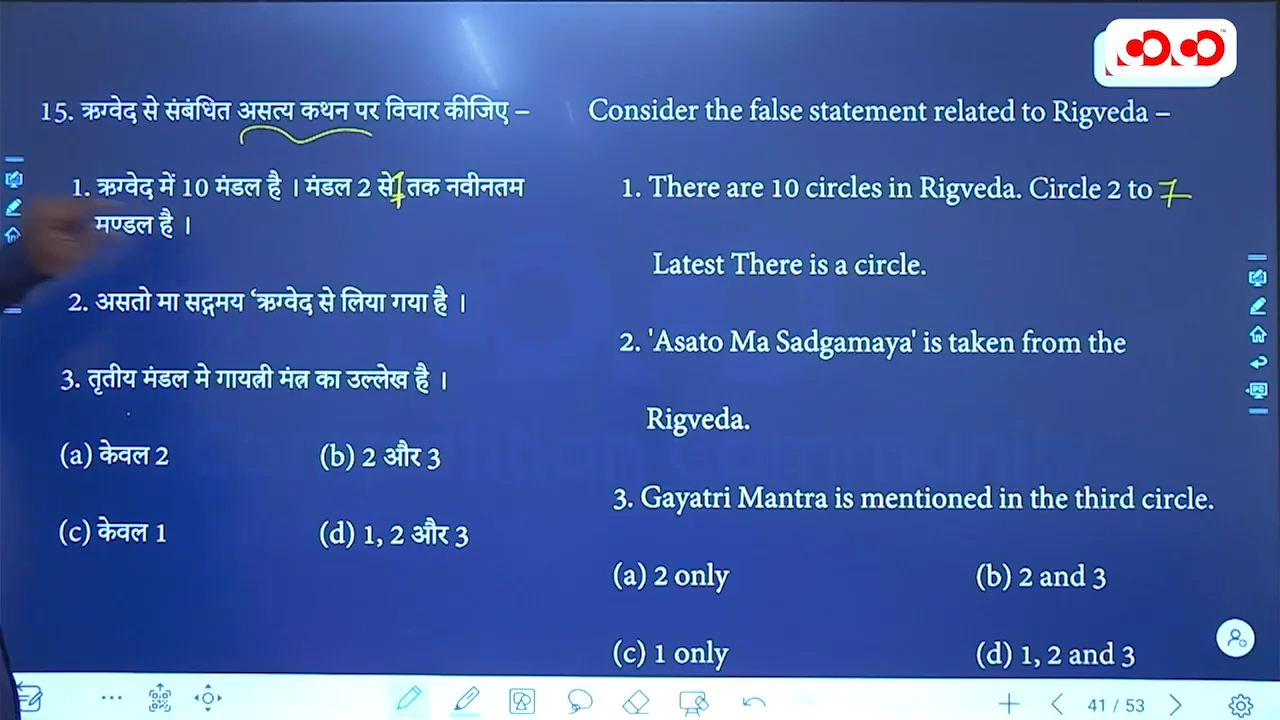 15. ऋग्वेद से संबंधित असत्य कथन पर विचार कीजिए –
1. ऋग्वेद में 10 मंडल है । मंडल 2 से 7 तक नवीनतम
मण्डल है ।
2. असतो मा सद्गमय ‘ऋग्वेद से लिया गया है ।
3. तृतीय मंडल मे गायत्री मंत्र का उल्लेख है ।
(a) केवल 2 (b) 2 और 3
(c) केवल 1 (d) 1, 2 और 3
Consider the false statement related to Rigveda –
1. There are 10 circles in Rigveda. Circle 2 to 7
Latest There is a circle.
2. 'Asato Ma Sadgamaya' is taken from the
Rigveda.
3. Gayatri Mantra is mentioned in the third circle.
(a) 2 only (b) 2 and 3
(c) 1 only (d) 1, 2 and 3
41 / 53